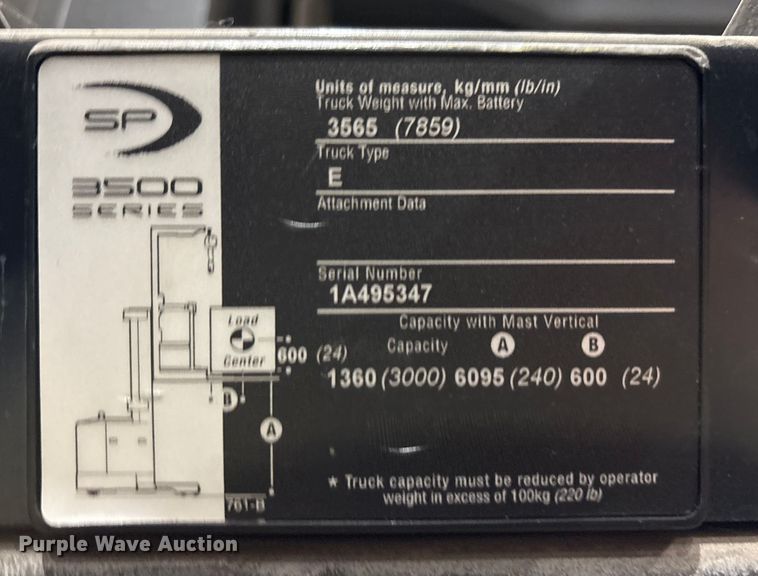 SP
3500
SERIES
Units of measure, kg/mm (lb/in)
Truck Weight with Max. Battery
3565 (7859)
Truck Type
E
Attachment Data
Serial Number
1A495347
Capacity with Mast Vertical
Capacity A B
1360 (3000) 6095 (240) 600 (24)
Load
Center
600 (24)
B
A
761-B
* Truck capacity must be reduced by operator
weight in excess of 100kg (220 lb)
Purple Wave Auction